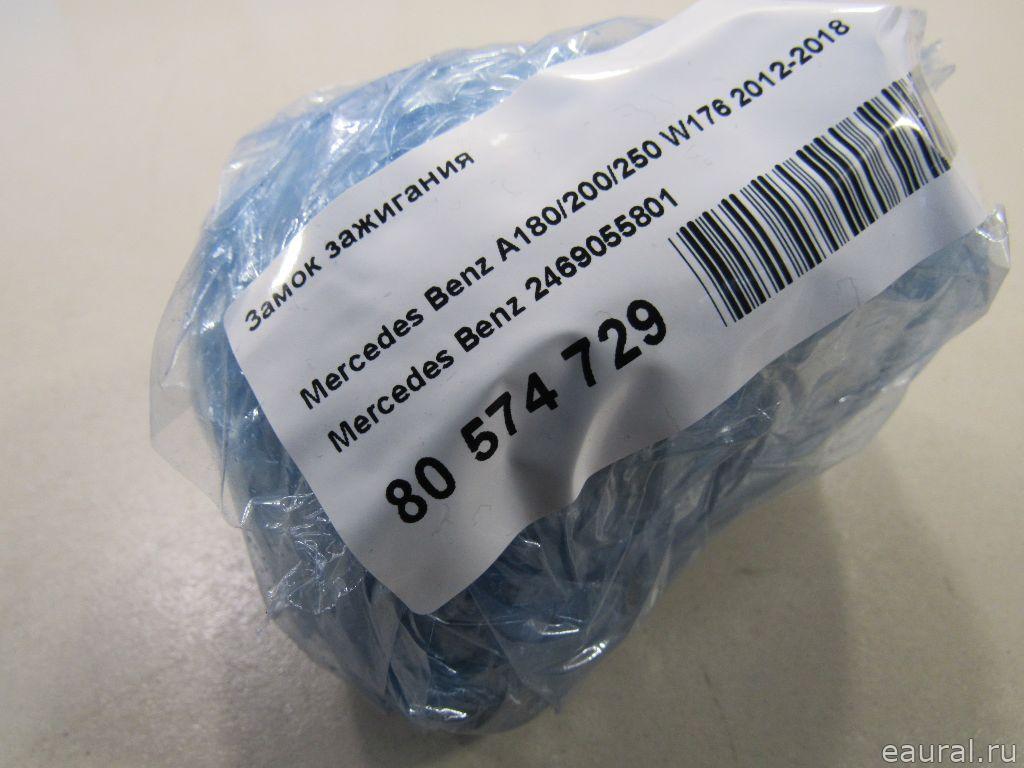 Замок зажигания
Mercedes Benz A180/200/250 W176 2012-2018
Mercedes Benz 2469055801
80 574 729
eaural.ru